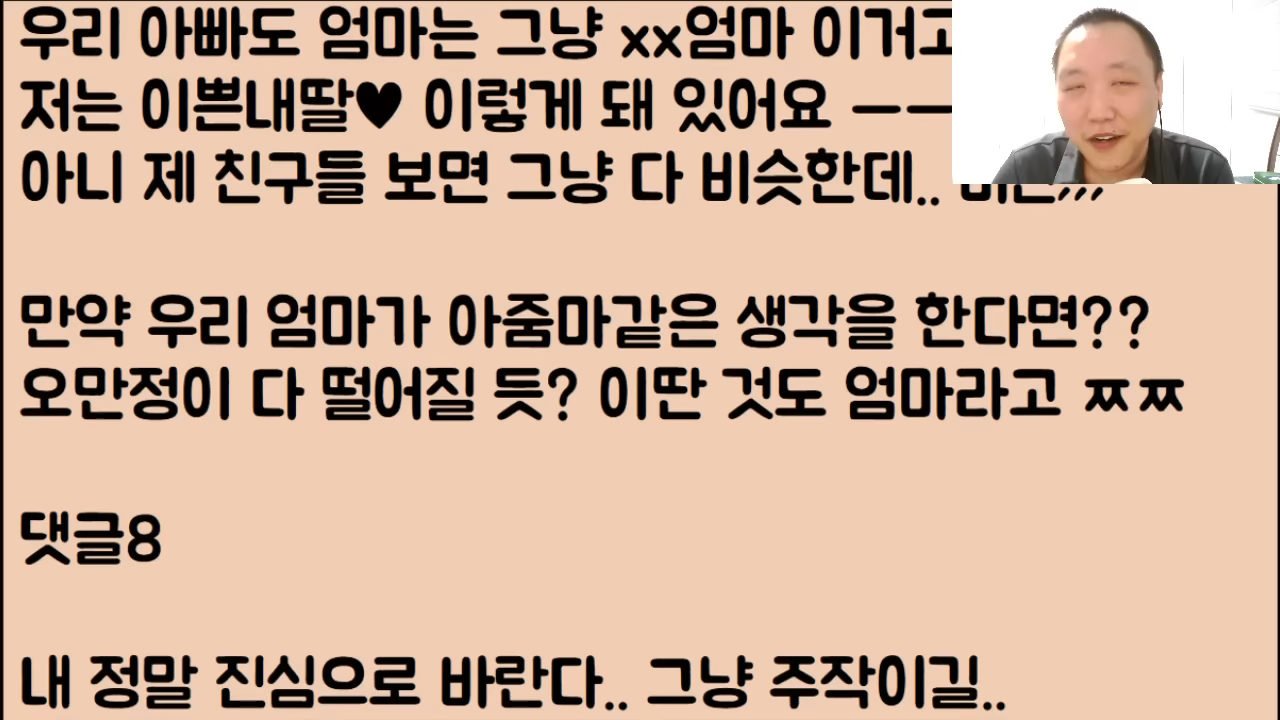 우리 아빠도 엄마는 그냥 xx엄마 이거고
저는 이쁜내딸♥ 이렇게 돼 있어요 ㅡㅡ
아니 제 친구들 보면 그냥 다 비슷한데..
만약 우리 엄마가 아줌마같은 생각을 한다면??
오만정이 다 떨어질 듯? 이딴 것도 엄마라고 ㅉㅉ
댓글8
내 정말 진심으로 바란다.. 그냥 주작이길..